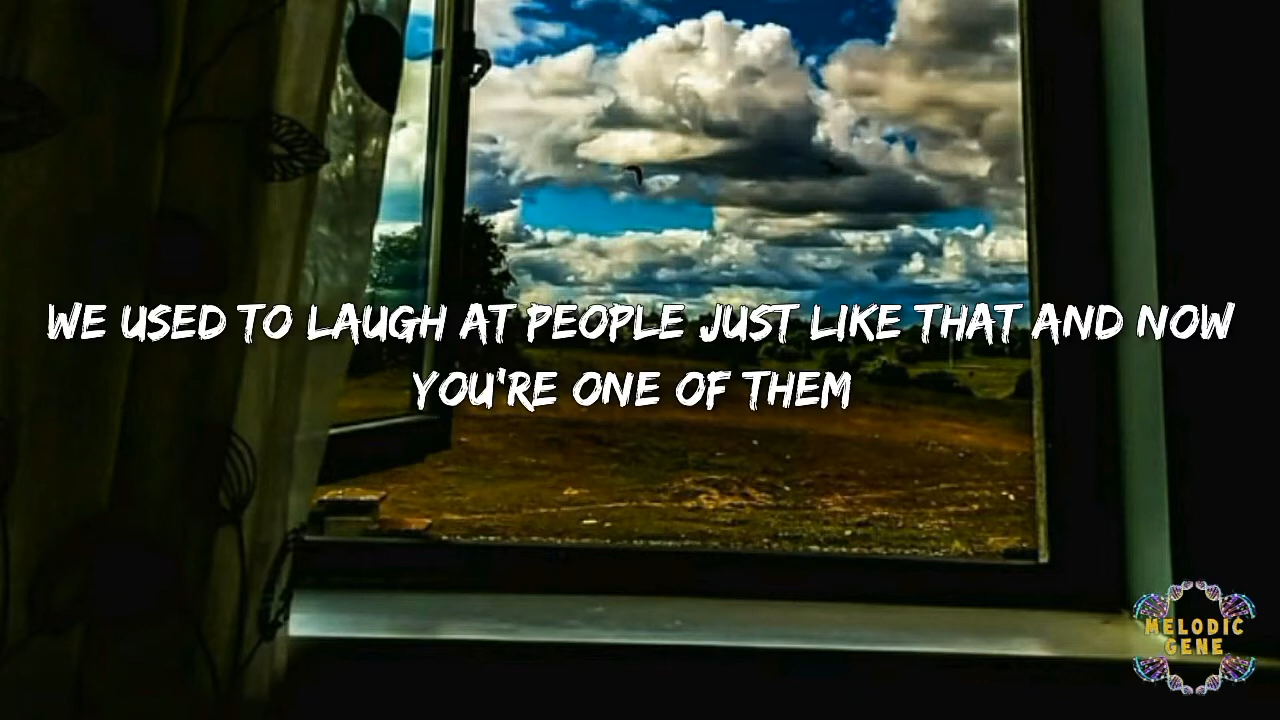 WE USED TO LAUGH AT PEOPLE JUST LIKE THAT AND NOW
YOU'RE ONE OF THEM
MELODIC
GENE